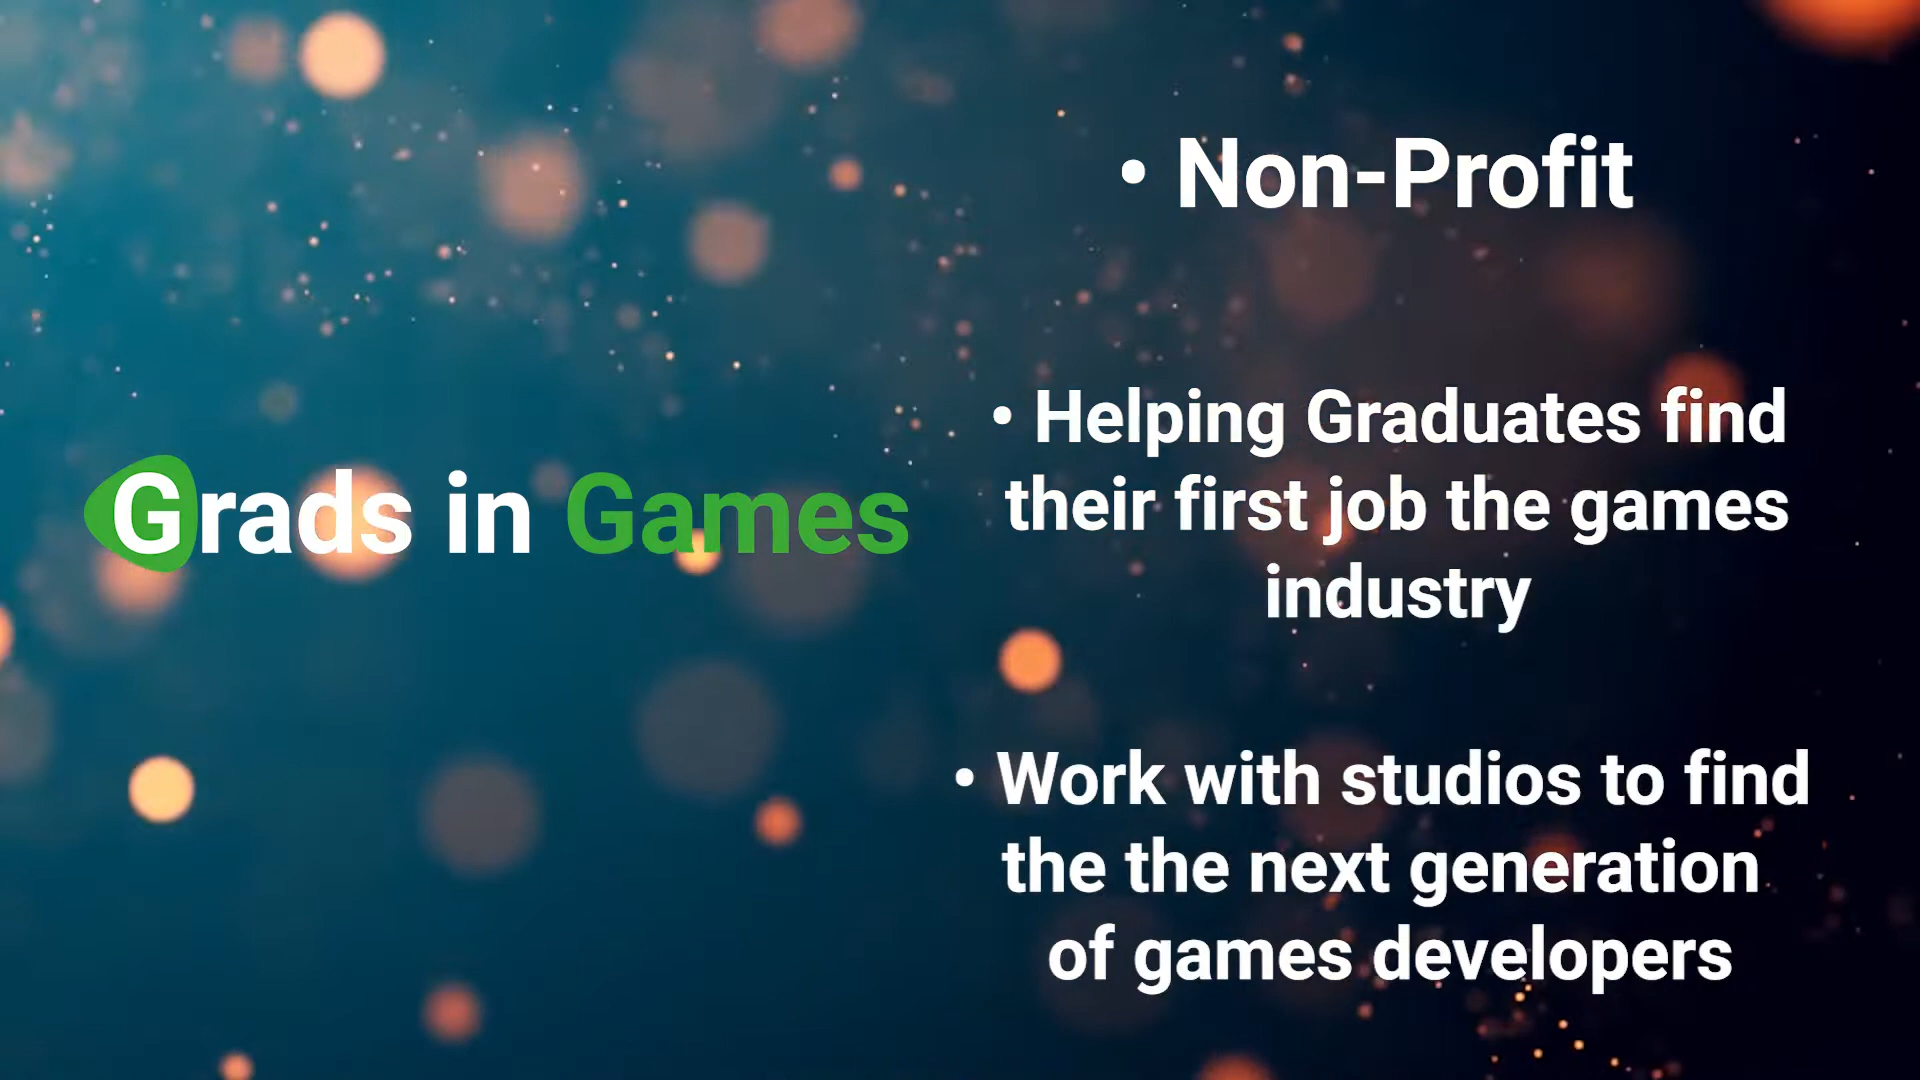 Grads in Games
• Non-Profit
• Helping Graduates find
their first job the games
industry
• Work with studios to find
the the next generation
of games developers